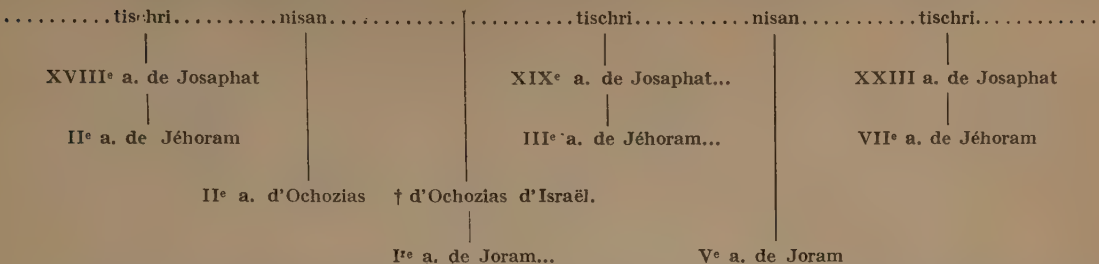 ..........tischri..........nisan..........tischri..........nisan..........tischri..........
XVIIIᵉ a. de Josaphat XIXᵉ a. de Josaphat... XXIII a. de Josaphat
IIᵉ a. de Jéhoram IIIᵉ a. de Jéhoram... VIIᵉ a. de Jéhoram
IIᵉ a. d'Ochozias † d'Ochozias d'Israël.
Iʳᵉ a. de Joram... Vᵉ a. de Joram